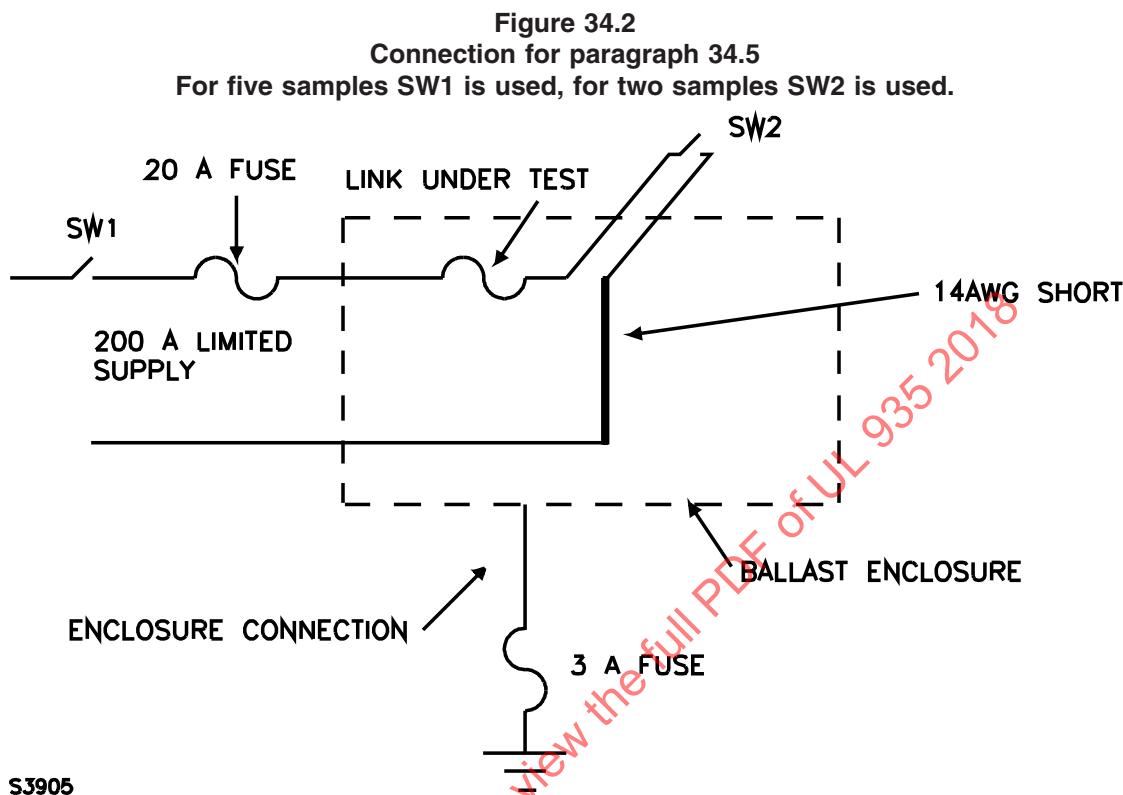 Figure 34.2
Connection for paragraph 34.5
For five samples SW1 is used, for two samples SW2 is used.
SW2
20 A FUSE
LINK UNDER TEST
SW1
14AWG SHORT
200 A LIMITED
SUPPLY
view the full PDF of UL 935 2018
BALLAST ENCLOSURE
ENCLOSURE CONNECTION
3 A FUSE
S3905